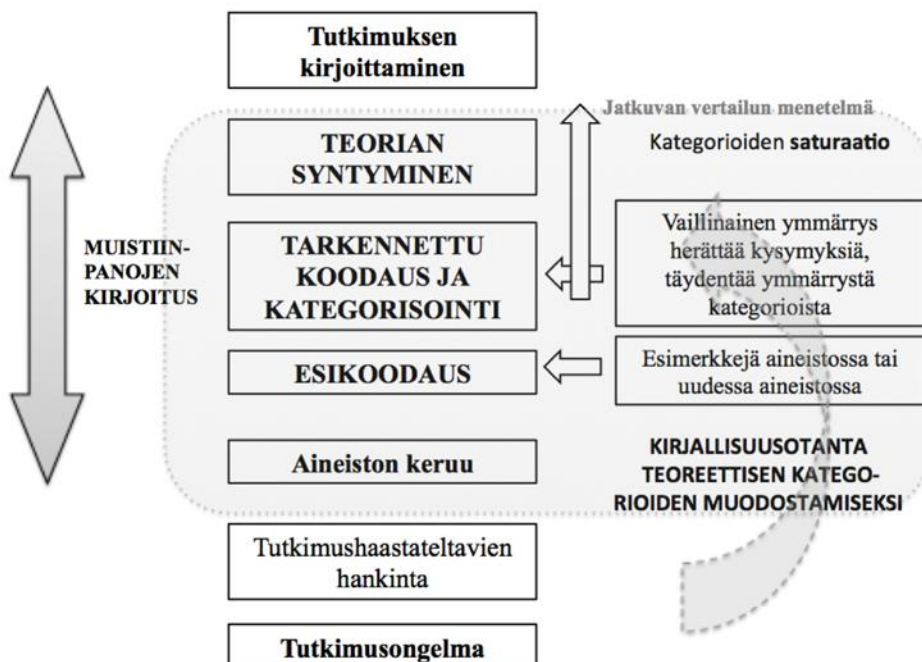 Tutkimuksen
kirjoittaminen
Jatkuvan vertailun menetelmä
TEORIAN
SYNTYMINEN
Kategorioiden saturaatio
MUISTIIN-
PANOJEN
KIRJOITUS
TARKENNETTU
KOODAUS JA
KATEGORISOINTI
Vaillinainen ymmärrys
herättää kysymyksiä,
täydentää ymmärrystä
kategorioista
ESIKOODAUS
Esimerkkejä aineistossa tai
uudessa aineistossa
Aineiston keruu
KIRJALLISUUSOTANTA
TEOREETTISEN KATEGO-
RIOIDEN MUODOSTAMISEKSI
Tutkimushaastateltavien
hankinta
Tutkimusongelma